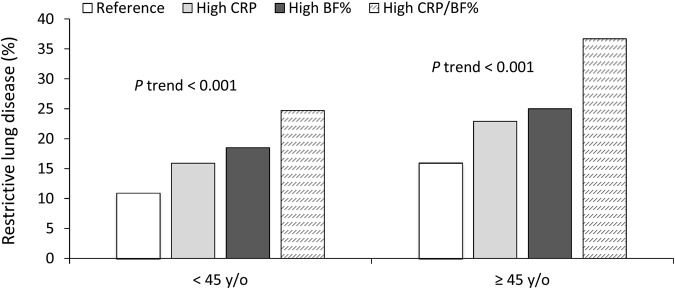 Reference High CRP High BF% High CRP/BF%
Restrictive lung disease (%)
40
35
30
25
20
15
10
5
0
P trend < 0.001
P trend < 0.001
< 45 y/o
≥ 45 y/o